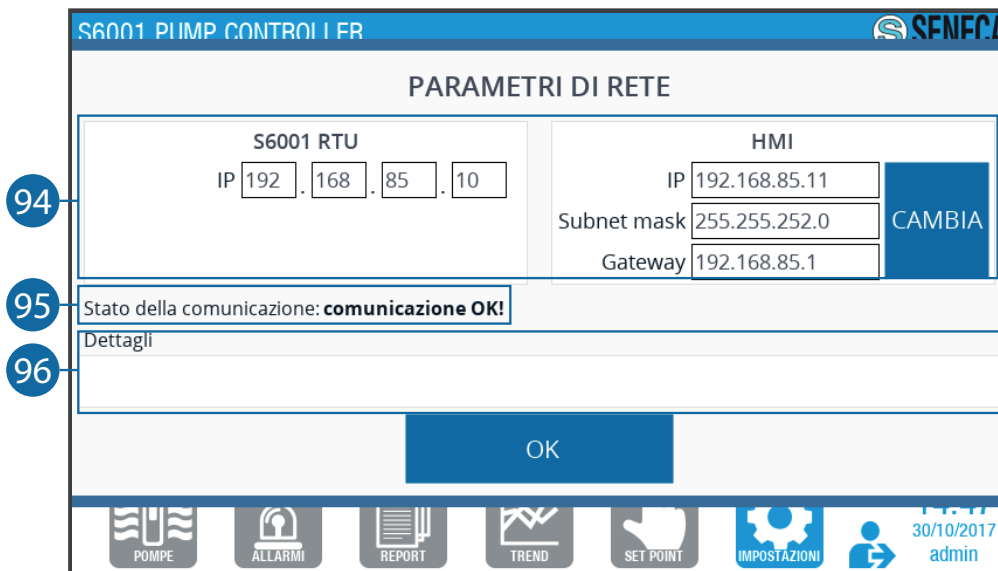 S6001 PUMP CONTROLLER
SENECA
PARAMETRI DI RETE
S6001 RTU
IP 192 . 168 . 85 . 10
HMI
IP 192.168.85.11
Subnet mask 255.255.252.0
Gateway 192.168.85.1
CAMBIA
94
95
Stato della comunicazione: comunicazione OK!
Dettagli
96
OK
POMPE
ALLARMI
REPORT
TREND
SET POINT
IMPOSTAZIONI
14:47
30/10/2017
admin